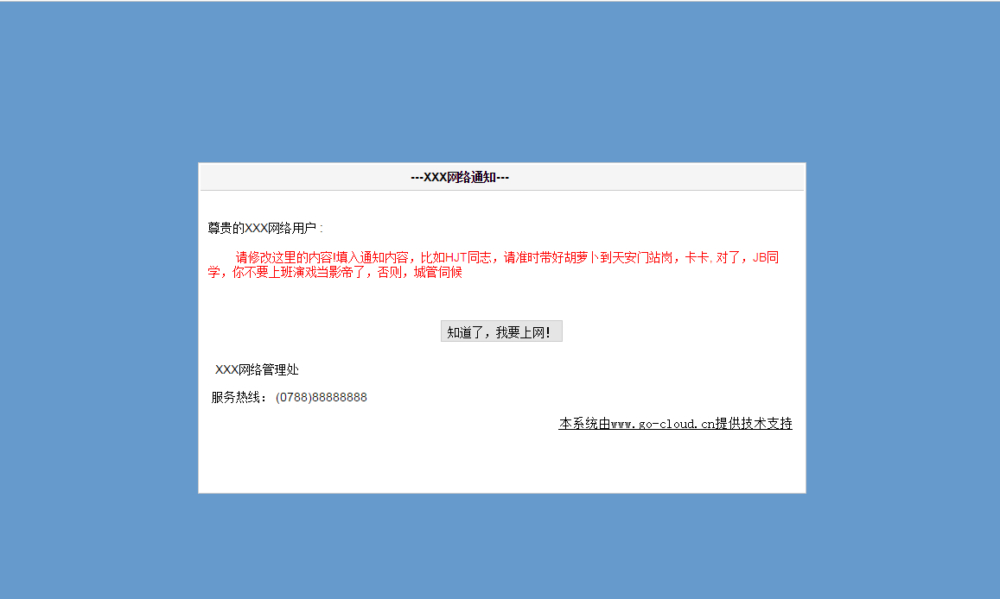 ---XXX网络通知---
尊贵的XXX网络用户 :
请修改这里的内容!填入通知内容，比如HJT同志，请准时带好胡萝卜到天安门站岗，卡卡, 对了，JB同
学，你不要上班演戏当影帝了，否则，城管伺候
知道了，我要上网！
XXX网络管理处
服务热线： (0788)88888888
本系统由www.go-cloud.cn提供技术支持